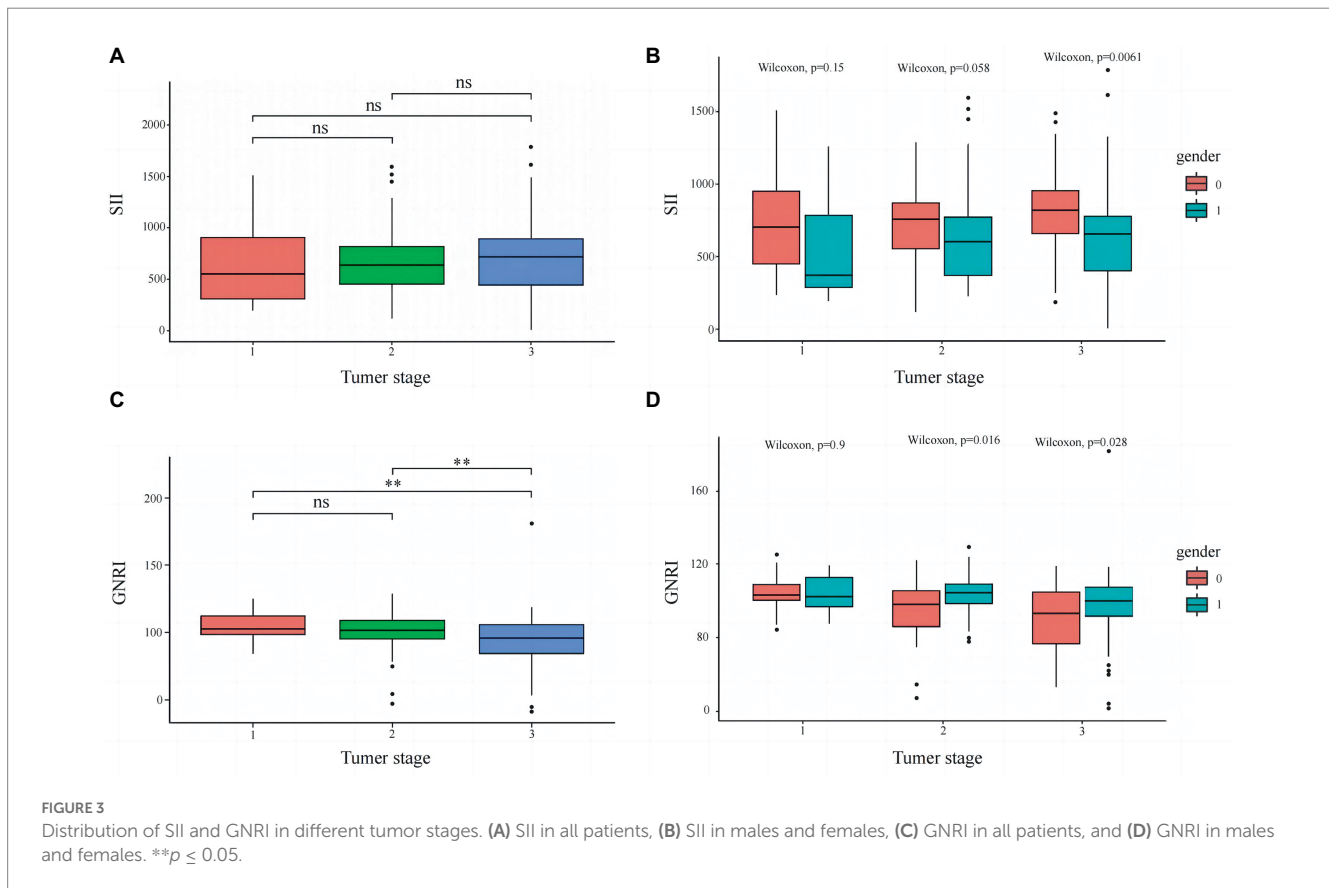 A
ns
ns
ns
2000
1500
1000
500
0
SII
1 2 3
Tumer stage
B
Wilcoxon, p=0.15 Wilcoxon, p=0.058 Wilcoxon, p=0.0061
1500
1000
500
0
SII
1 2 3
Tumer stage
gender
0
1
C
**
**
ns
200
150
100
0
GNRI
1 2 3
Tumer stage
D
Wilcoxon, p=0.9 Wilcoxon, p=0.016 Wilcoxon, p=0.028
160
120
80
0
GNRI
1 2 3
Tumer stage
gender
0
1
FIGURE 3
Distribution of SII and GNRI in different tumor stages. (A) SII in all patients, (B) SII in males and females, (C) GNRI in all patients, and (D) GNRI in males
and females. **p ≤ 0.05.